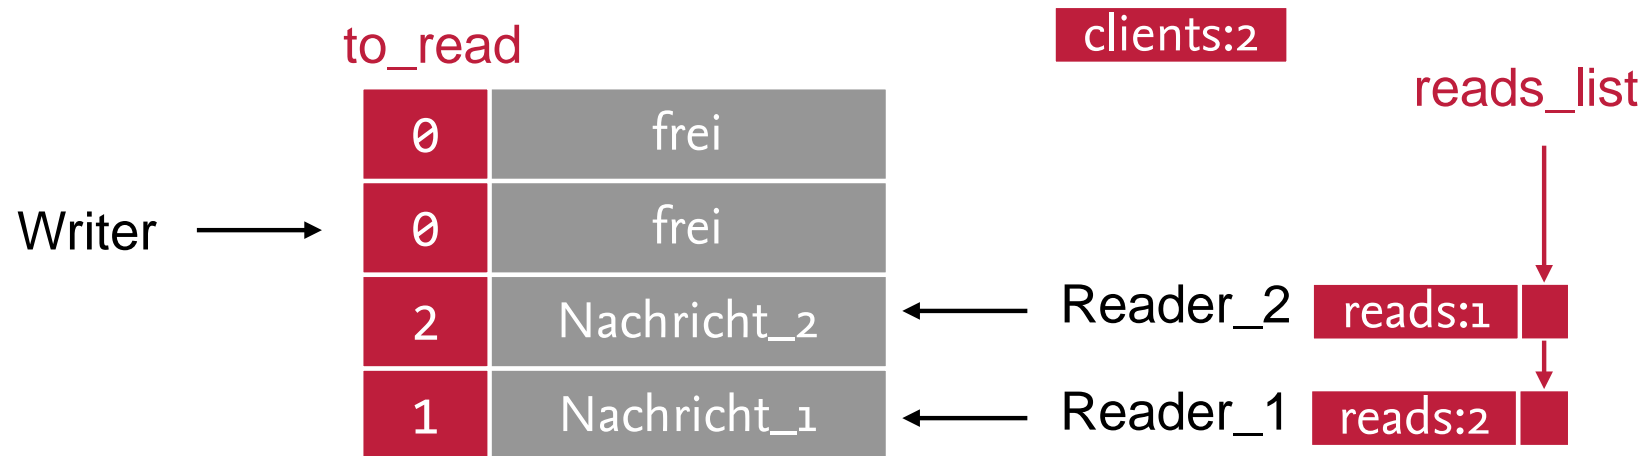 to_read
clients:2
reads_list
0 frei
Writer
0 frei
2 Nachricht_2
Reader_2
reads:1
1 Nachricht_1
Reader_1
reads:2